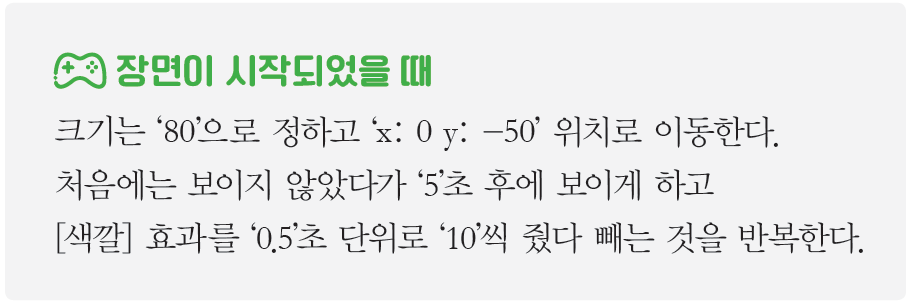 장면이 시작되었을 때
크기는 ‘80’으로 정하고 ‘x: 0 y: -50’ 위치로 이동한다.
처음에는 보이지 않았다가 ‘5’초 후에 보이게 하고
[색깔] 효과를 ‘0.5’초 단위로 ‘10’씩 줬다 빼는 것을 반복한다.